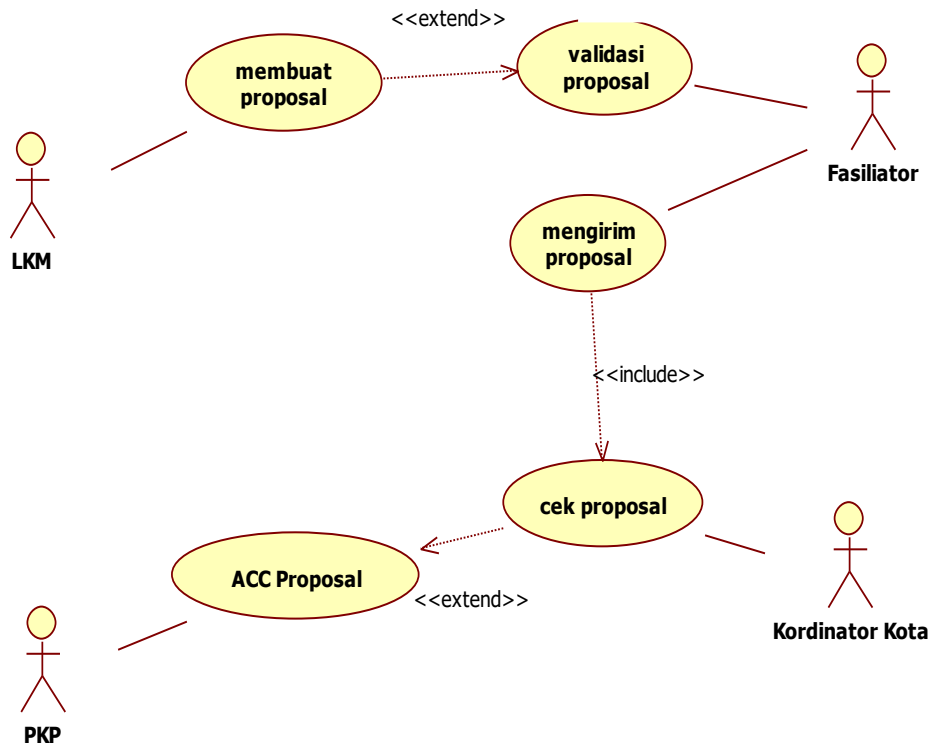 <<extend>>
membuat
proposal
validasi
proposal
Fasiliator
LKM
mengirim
proposal
<<include>>
cek proposal
ACC Proposal
<<extend>>
Kordinator Kota
PKP